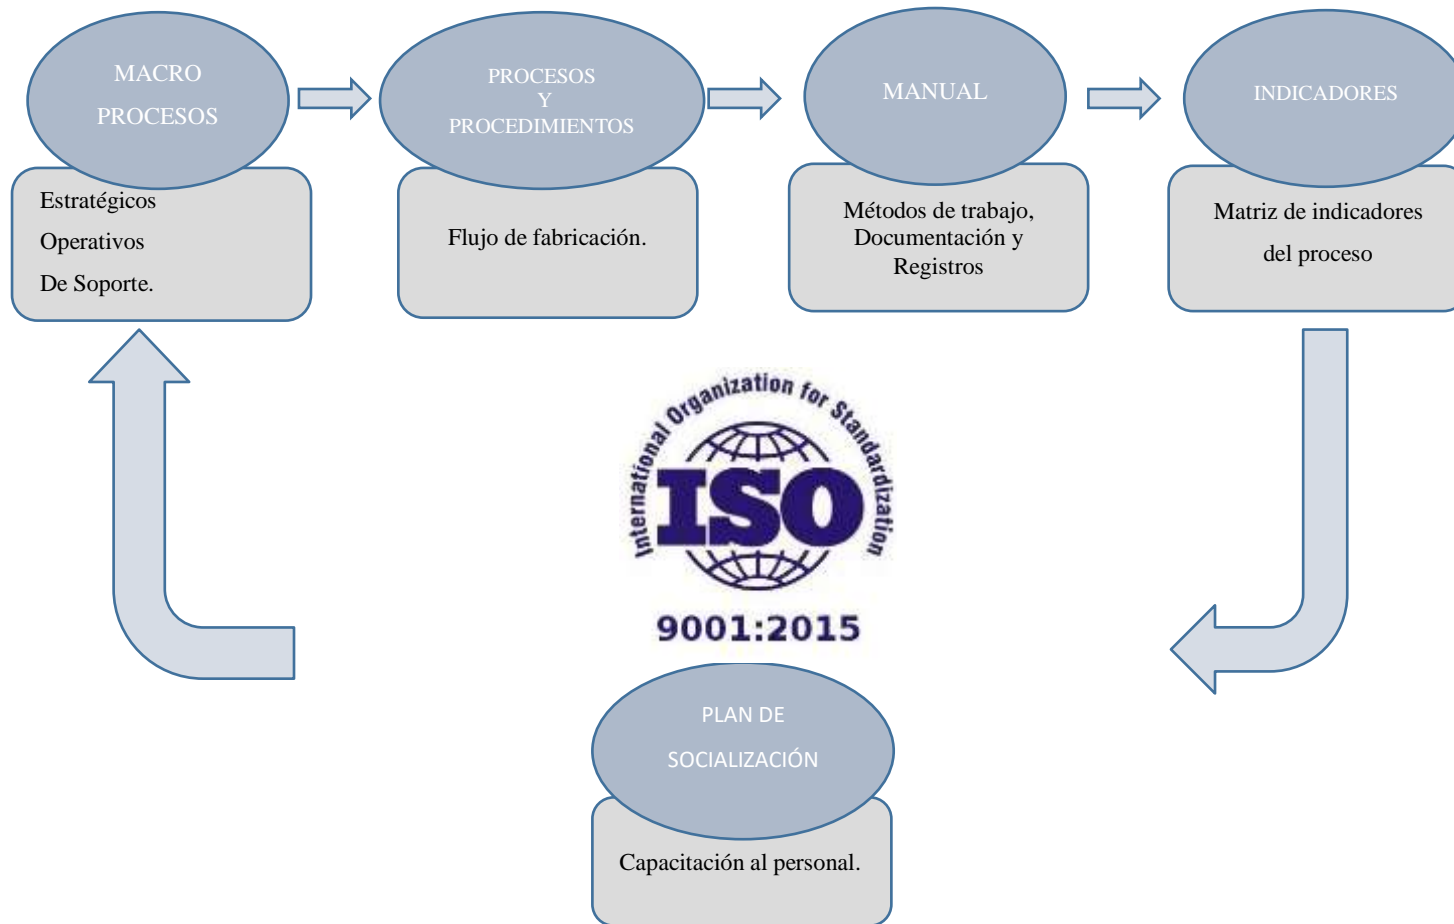 MACRO
PROCESOS
Estratégicos
Operativos
De Soporte.
PROCESOS
Y
PROCEDIMIENTOS
Flujo de fabricación.
MANUAL
Métodos de trabajo,
Documentación y
Registros
INDICADORES
Matriz de indicadores
del proceso
International Organization for Standardization
ISO
9001:2015
PLAN DE
SOCIALIZACIÓN
Capacitación al personal.